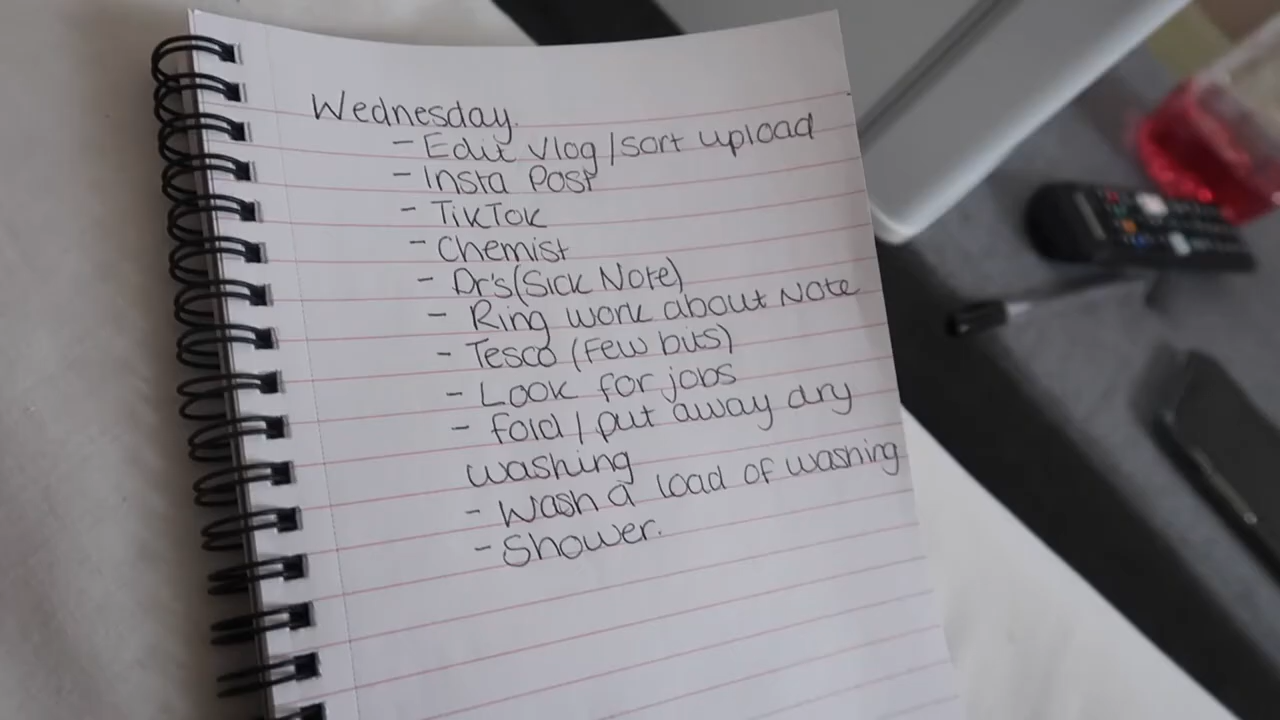 Wednesday.
- Edit Vlog / sort upload
- Insta Post
- TikTok
- Chemist
- Dr's (Sick Note)
- Ring work about Note
- Tesco (few bits)
- Look for jobs
- fold / put away dry
washing
- Wash a load of washing
- Shower.